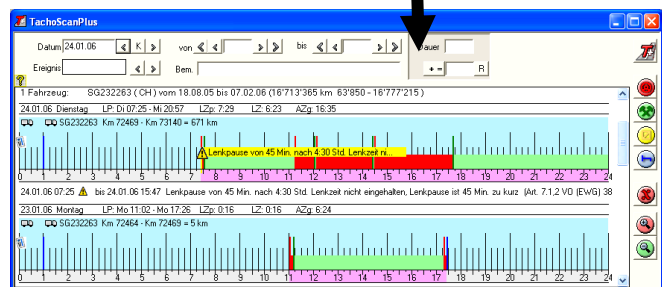 TachoScanPlus
Datum 24.01.06 K von bis Dauer
Ereignis Bem. + = R
1 Fahrzeug: SG232263 ( CH ) vom 18.08.05 bis 07.02.06 (16'713'365 km 63'850 - 16'777'215 )
24.01.06 Dienstag LP: Di 07:25 - Mi 20:57 LZp: 7:29 LZ: 6:23 AZg: 16:35
SG232263 Km 72469 - Km 73140 = 671 km
Lenkpause von 45 Min. nach 4:30 Std. Lenkzeit ni...
0 1 2 3 4 5 6 7 8 9 10 11 12 13 14 15 16 17 18 19 20 21 22 23 24
24.01.06 07:25 bis 24.01.06 15:47 Lenkpause von 45 Min. nach 4:30 Std. Lenkzeit nicht eingehalten, Lenkpause ist 45 Min. zu kurz (Art. 7.1,2 VO (EWG) 38
23.01.06 Montag LP: Mo 11:02 - Mo 17:26 LZp: 0:16 LZ: 0:16 AZg: 6:24
SG232263 Km 72464 - Km 72469 = 5 km
0 1 2 3 4 5 6 7 8 9 10 11 12 13 14 15 16 17 18 19 20 21 22 23 24